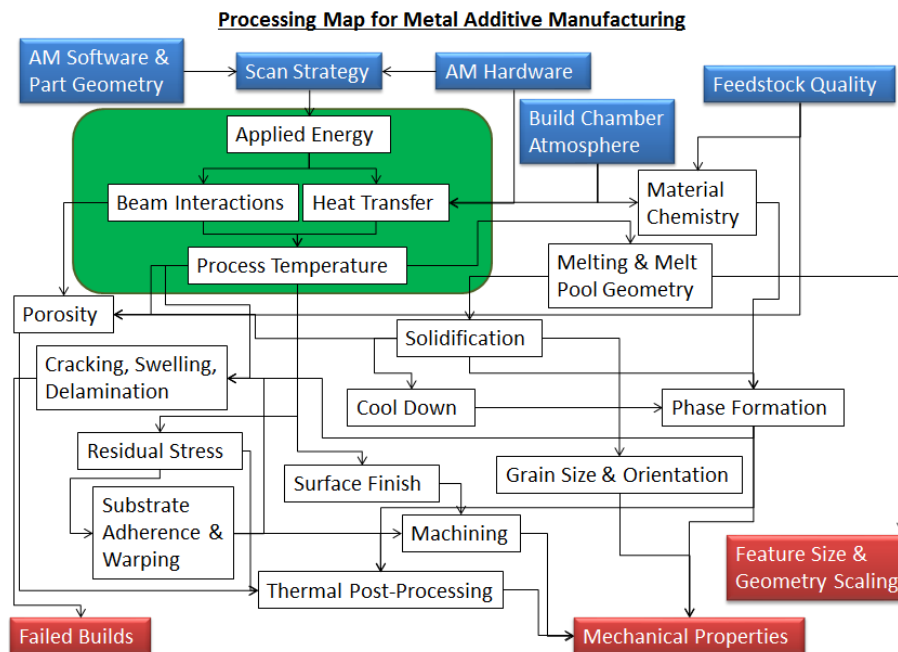 Processing Map for Metal Additive Manufacturing
AM Software &
Part Geometry
Scan Strategy
AM Hardware
Feedstock Quality
Build Chamber
Atmosphere
Applied Energy
Beam Interactions
Heat Transfer
Material
Chemistry
Process Temperature
Melting & Melt
Pool Geometry
Porosity
Solidification
Cracking, Swelling,
Delamination
Cool Down
Phase Formation
Residual Stress
Surface Finish
Grain Size & Orientation
Substrate
Adherence &
Warping
Machining
Feature Size &
Geometry Scaling
Thermal Post-Processing
Failed Builds
Mechanical Properties